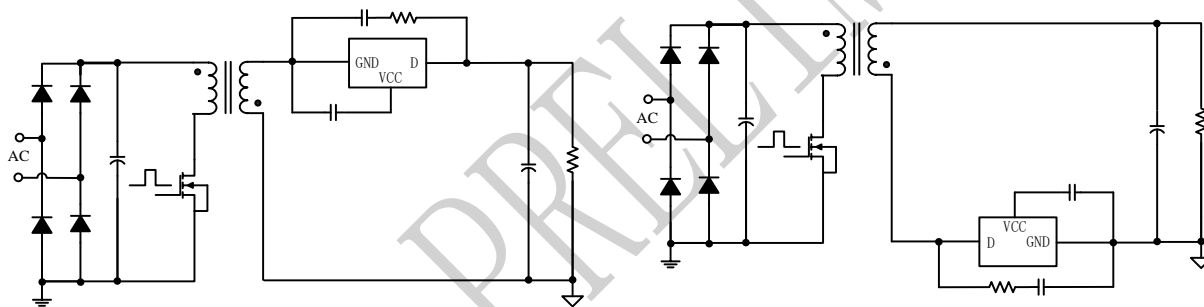 PRELIM
GND D
VCC
AC
AC
VCC
D GND